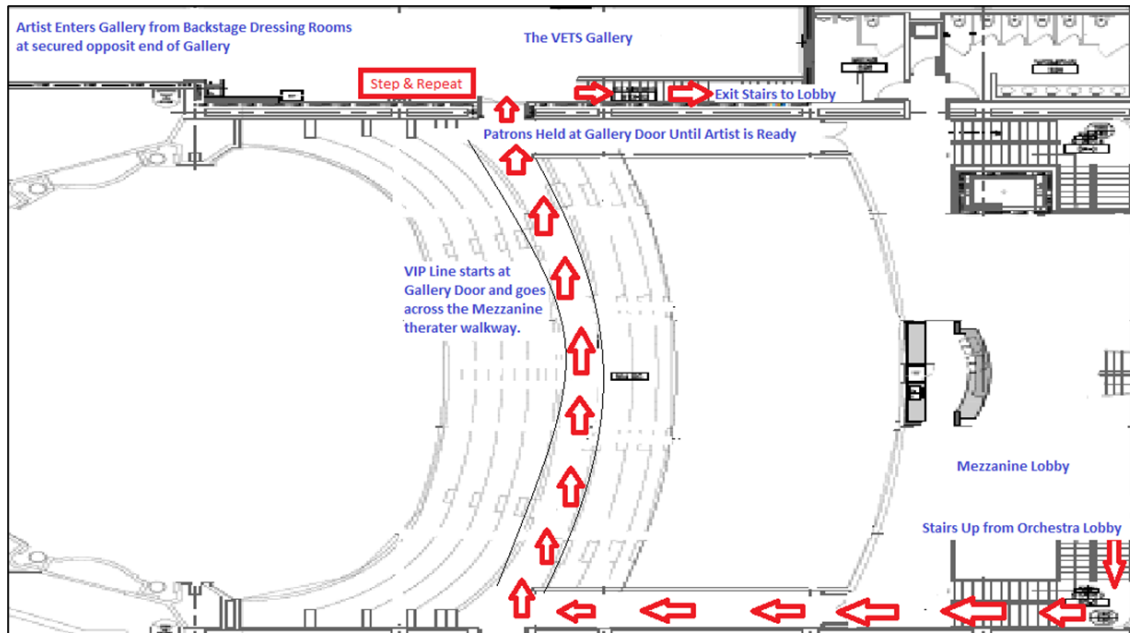 Artist Enters Gallery from Backstage Dressing Rooms
at secured opposit end of Gallery
The VETS Gallery
Step & Repeat
Exit Stairs to Lobby
Patrons Held at Gallery Door Until Artist is Ready
VIP Line starts at
Gallery Door and goes
across the Mezzanine
therater walkway.
Mezzanine Lobby
Stairs Up from Orchestra Lobby